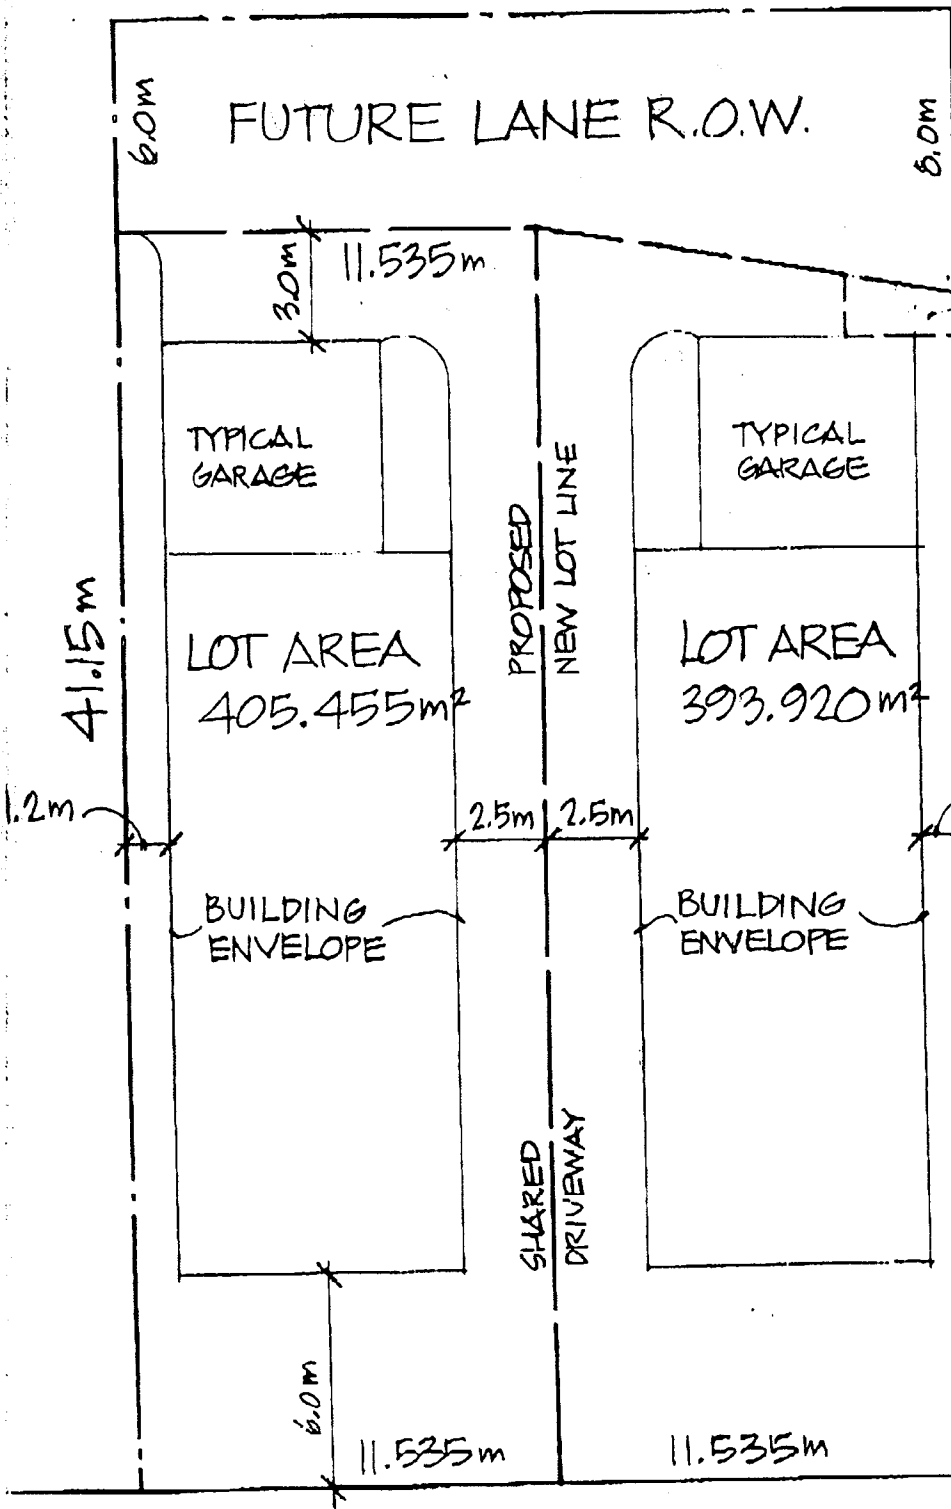 6.0m
FUTURE LANE R.O.W.
8.0m
3.0m
11.535m
TYPICAL
GARAGE
TYPICAL
GARAGE
PROPOSED
NEW LOT LINE
41.15m
LOT AREA
405.455m²
LOT AREA
393.920m²
1.2m
2.5m
2.5m
BUILDING
ENVELOPE
BUILDING
ENVELOPE
SHARED
DRIVEWAY
6.0m
11.535m
11.535m